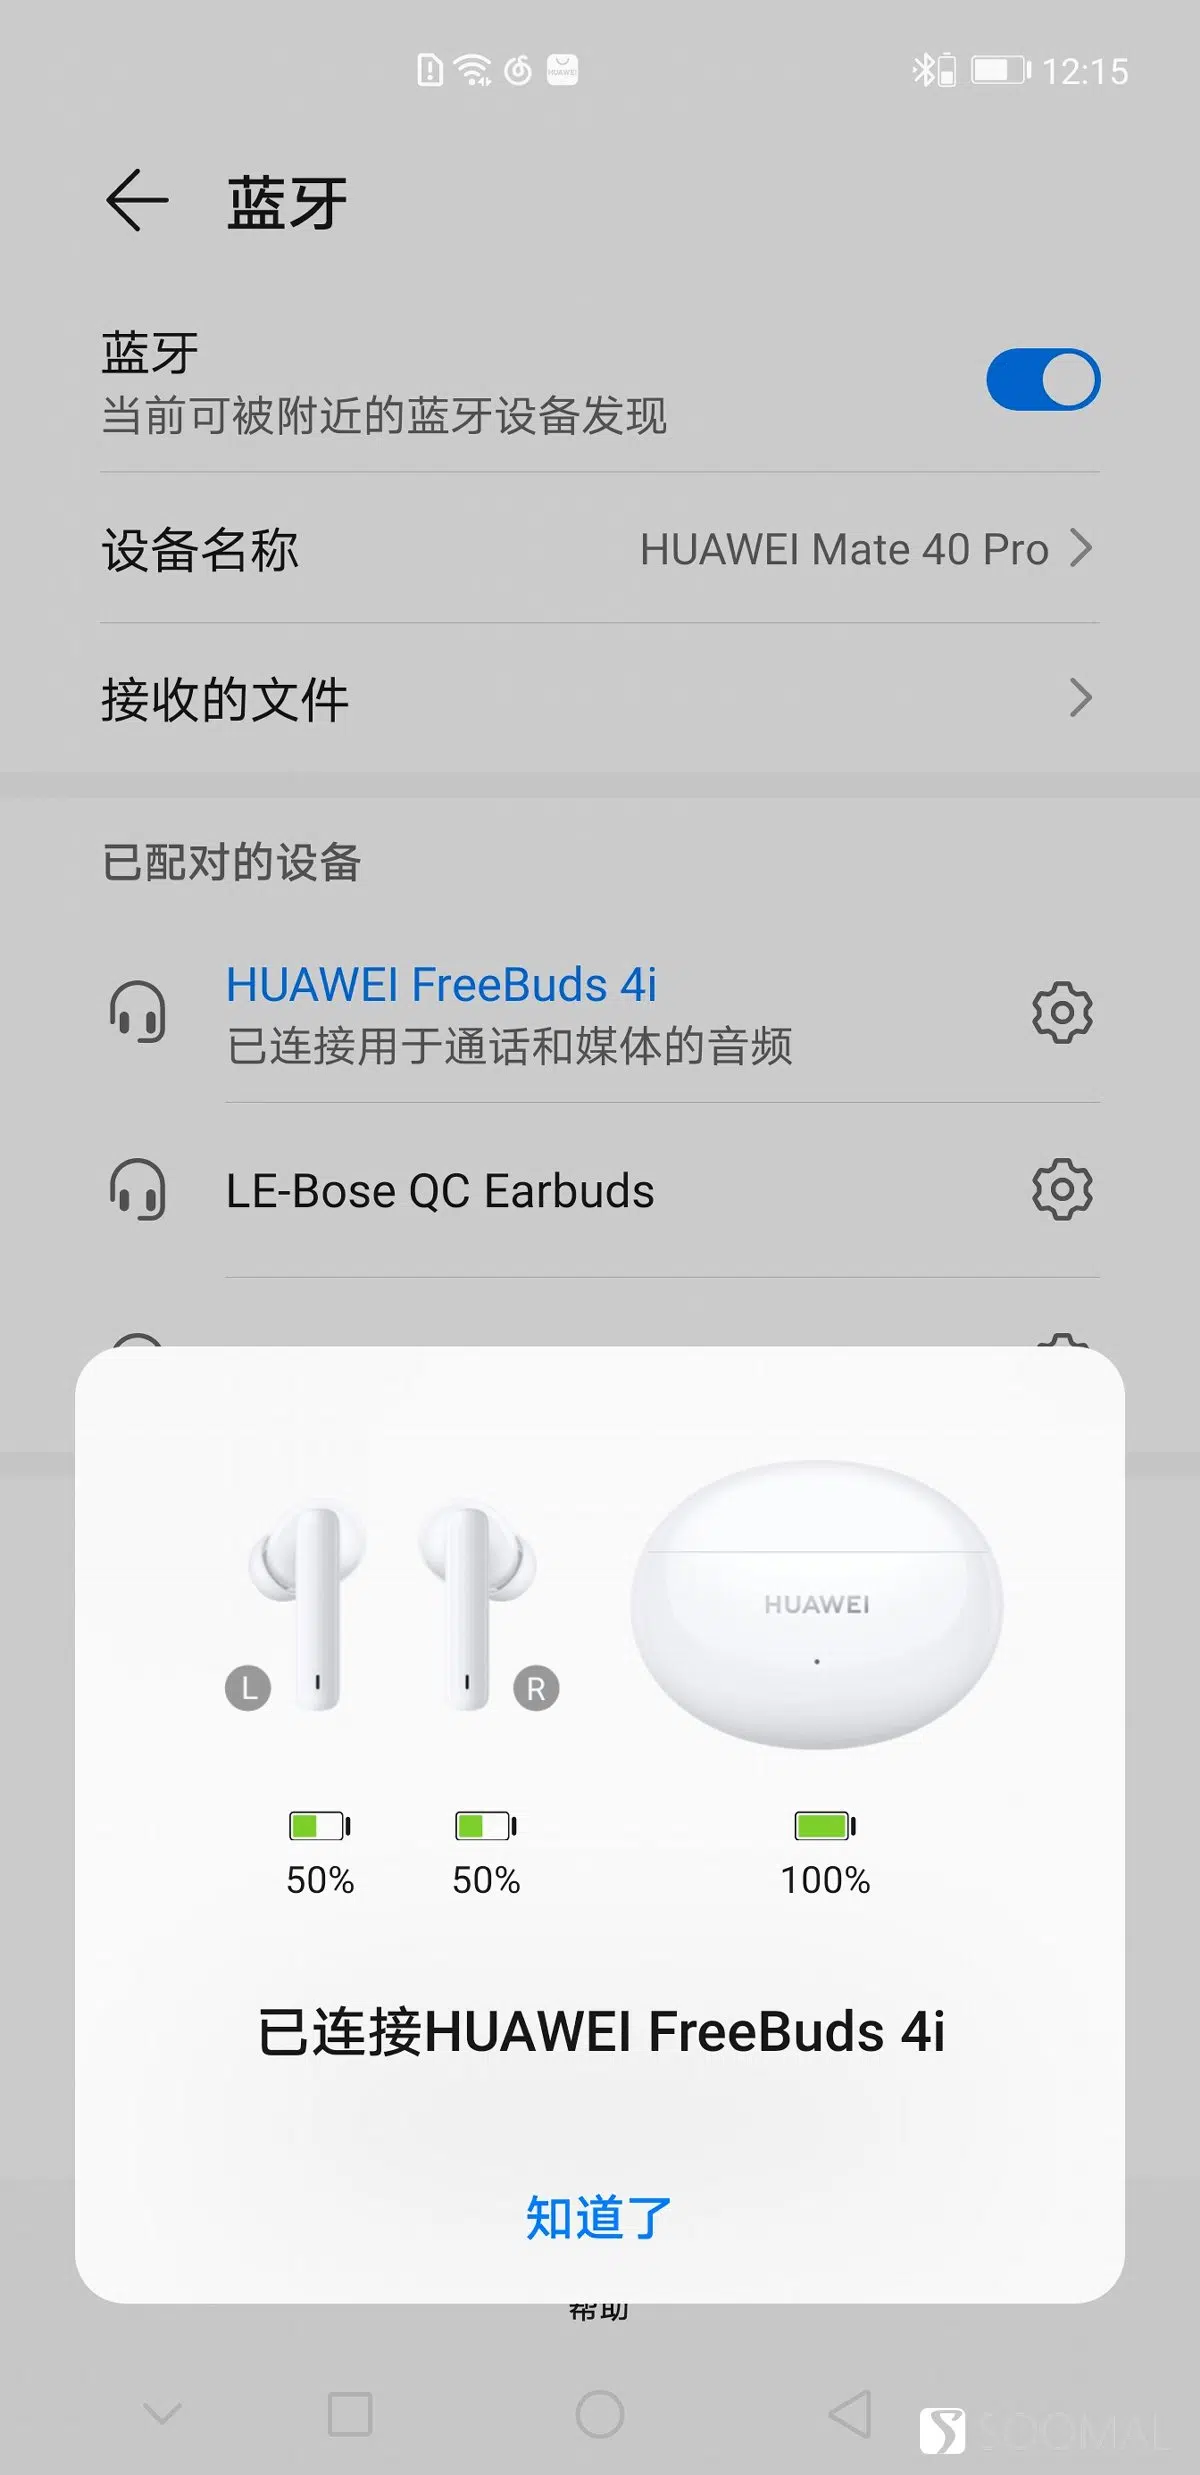 HUAWEI
12:15
蓝牙
蓝牙
当前可被附近的蓝牙设备发现
设备名称
HUAWEI Mate 40 Pro
接收的文件
已配对的设备
HUAWEI FreeBuds 4i
已连接用于通话和媒体的音频
LE-Bose QC Earbuds
HUAWEI
L
R
50%
50%
100%
已连接HUAWEI FreeBuds 4i
知道了
帮助
SOOMAL